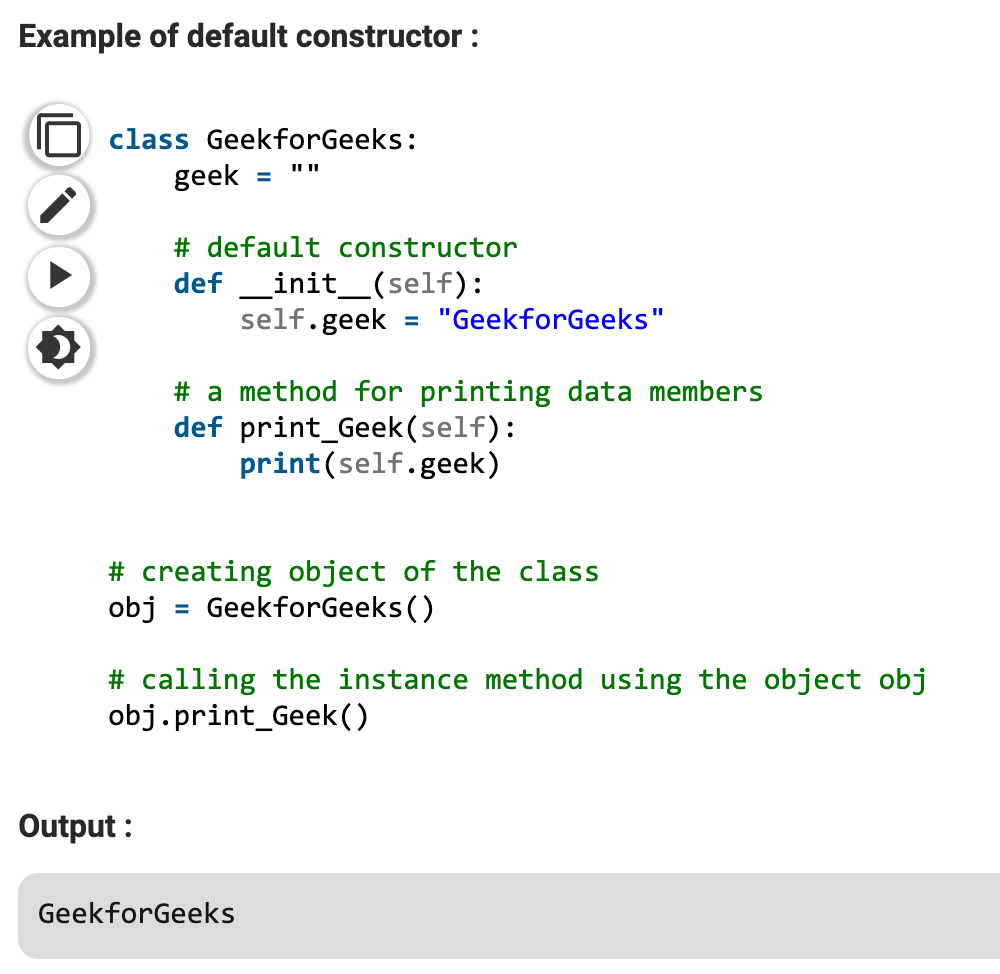 Example of default constructor :
class GeekforGeeks:
    geek = ""
    # default constructor
    def __init__(self):
        self.geek = "GeekforGeeks"
    # a method for printing data members
    def print_Geek(self):
        print(self.geek)
# creating object of the class
obj = GeekforGeeks()
# calling the instance method using the object obj
obj.print_Geek()
Output :
GeekforGeeks